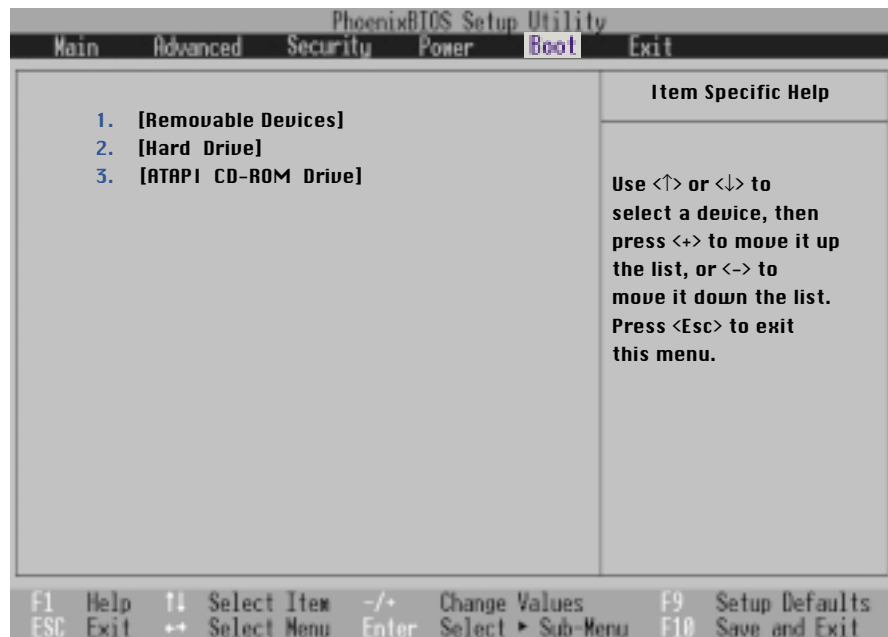 PhoenixBIOS Setup Utility
Main Advanced Security Power Boot Exit
1. [Removable Devices]
2. [Hard Drive]
3. [ATAPI CD-ROM Drive]
Item Specific Help
Use <↑> or <↓> to
select a device, then
press <+> to move it up
the list, or <-> to
move it down the list.
Press <Esc> to exit
this menu.
F1 Help ↑↓ Select Item -/+ Change Values F9 Setup Defaults
ESC Exit ↔ Select Menu Enter Select ▸ Sub-Menu F10 Save and Exit